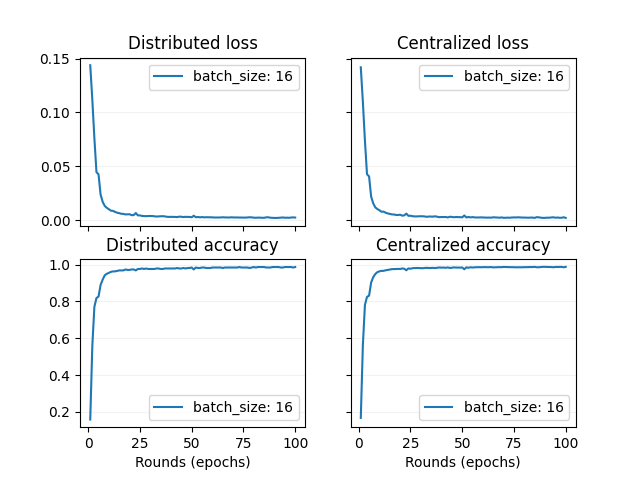 Distributed loss
Centralized loss
0.15
0.10
0.05
0.00
batch_size: 16
batch_size: 16
Distributed accuracy
Centralized accuracy
1.0
0.8
0.6
0.4
0.2
batch_size: 16
batch_size: 16
0 25 50 75 100
0 25 50 75 100
Rounds (epochs)
Rounds (epochs)